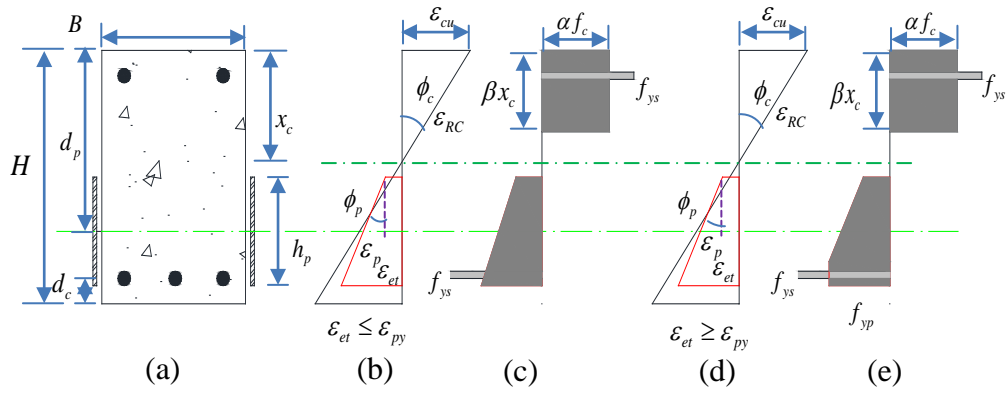 B
H
d_p
d_c
x_c
h_p
(a)
ε_cu
ϕ_c
ε_RC
ϕ_p
ε_p
ε_et
ε_et ≤ ε_py
(b)
αf_c
βx_c
f_ys
f_ys
(c)
ε_cu
ϕ_c
ε_RC
ϕ_p
ε_p
ε_et
ε_et ≥ ε_py
(d)
αf_c
βx_c
f_ys
f_ys
f_yp
(e)